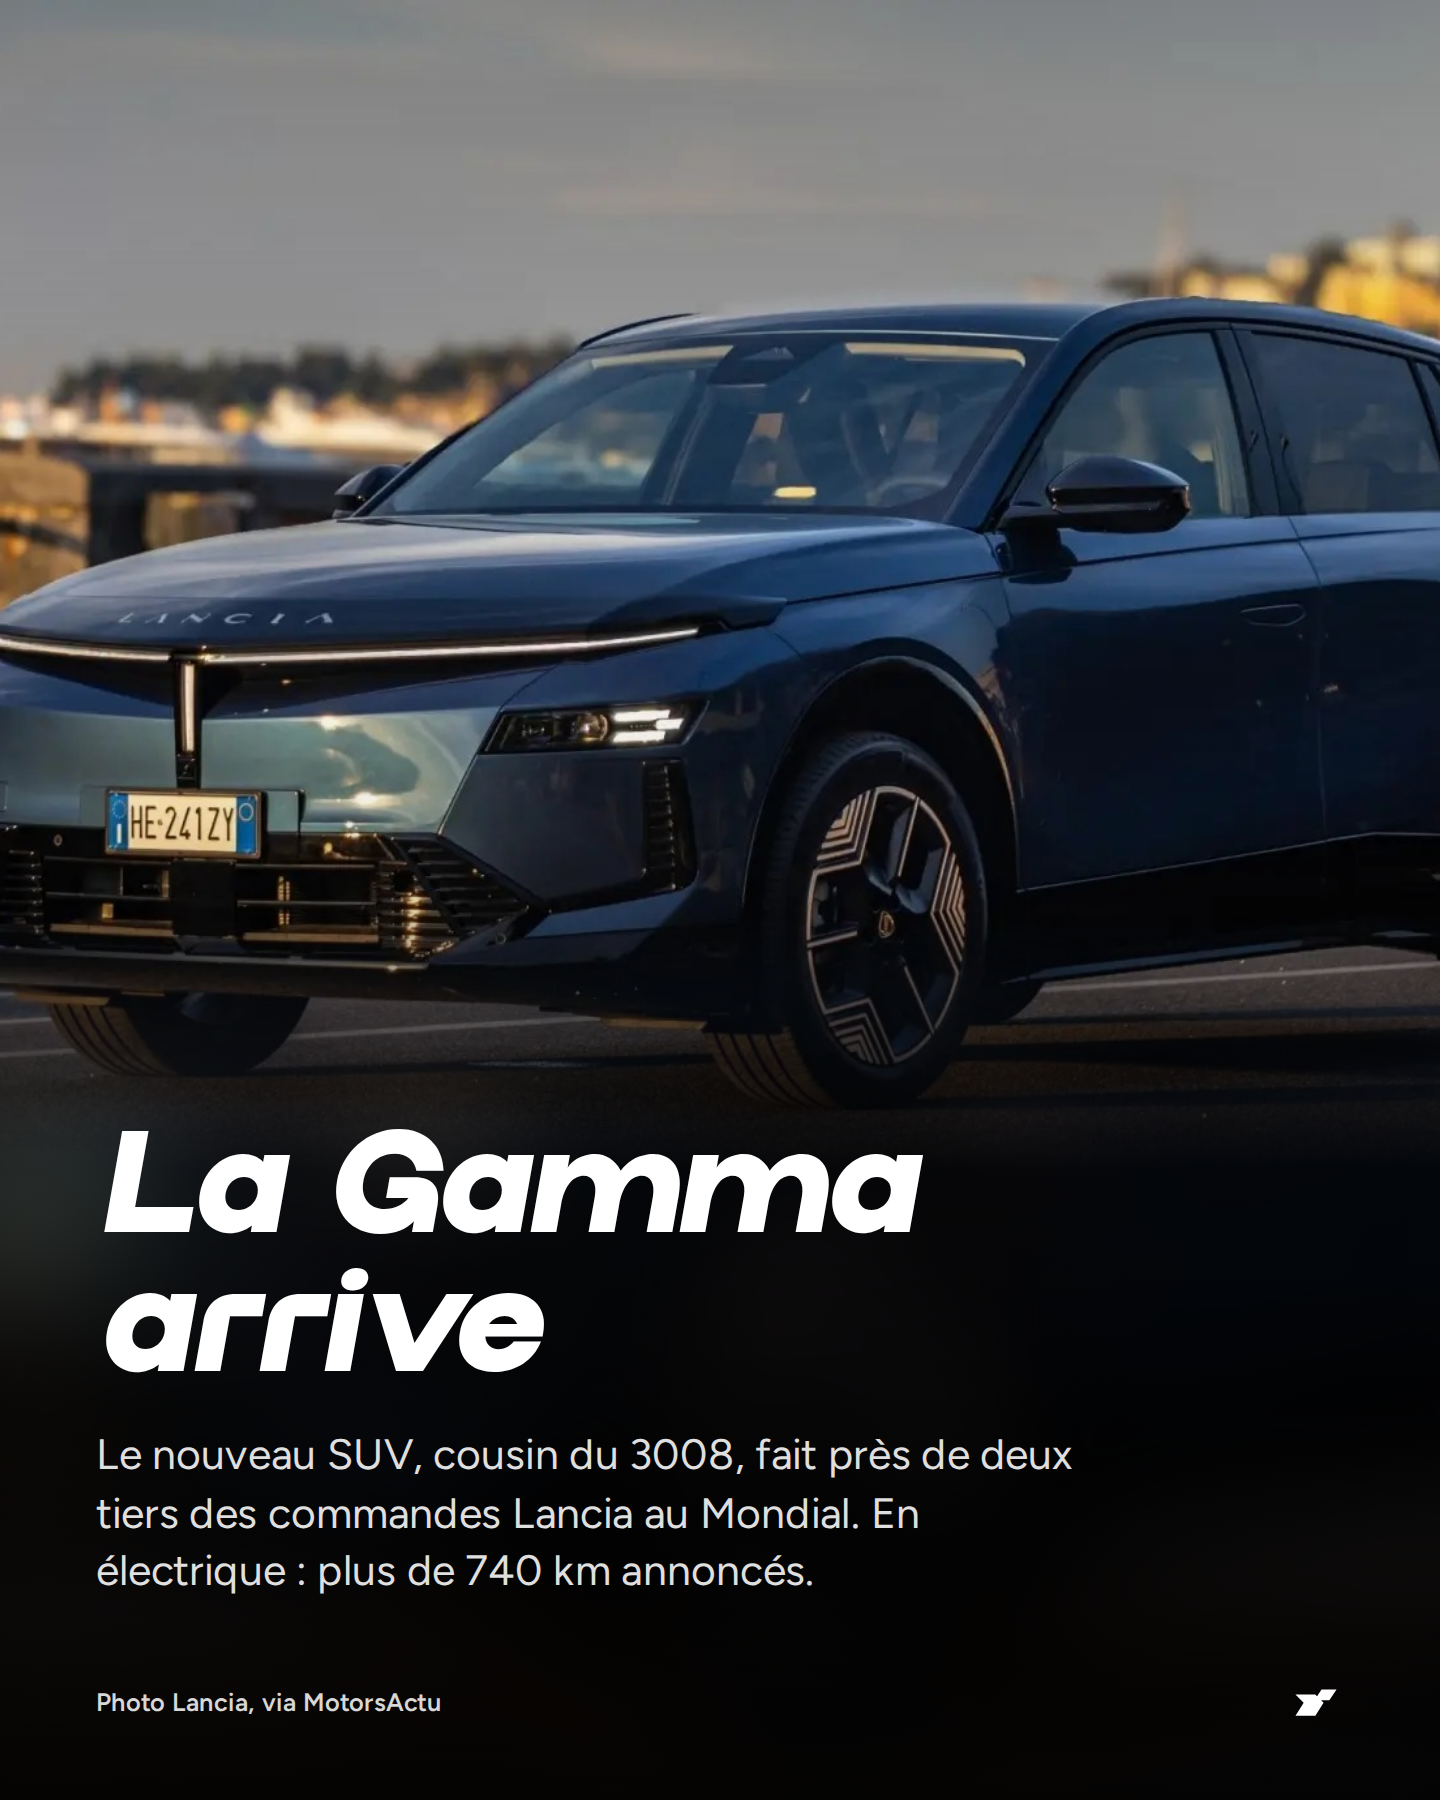 LANCIA
HE·241ZY
La Gamma
arrive
Le nouveau SUV, cousin du 3008, fait près de deux
tiers des commandes Lancia au Mondial. En
électrique : plus de 740 km annoncés.
Photo Lancia, via MotorsActu